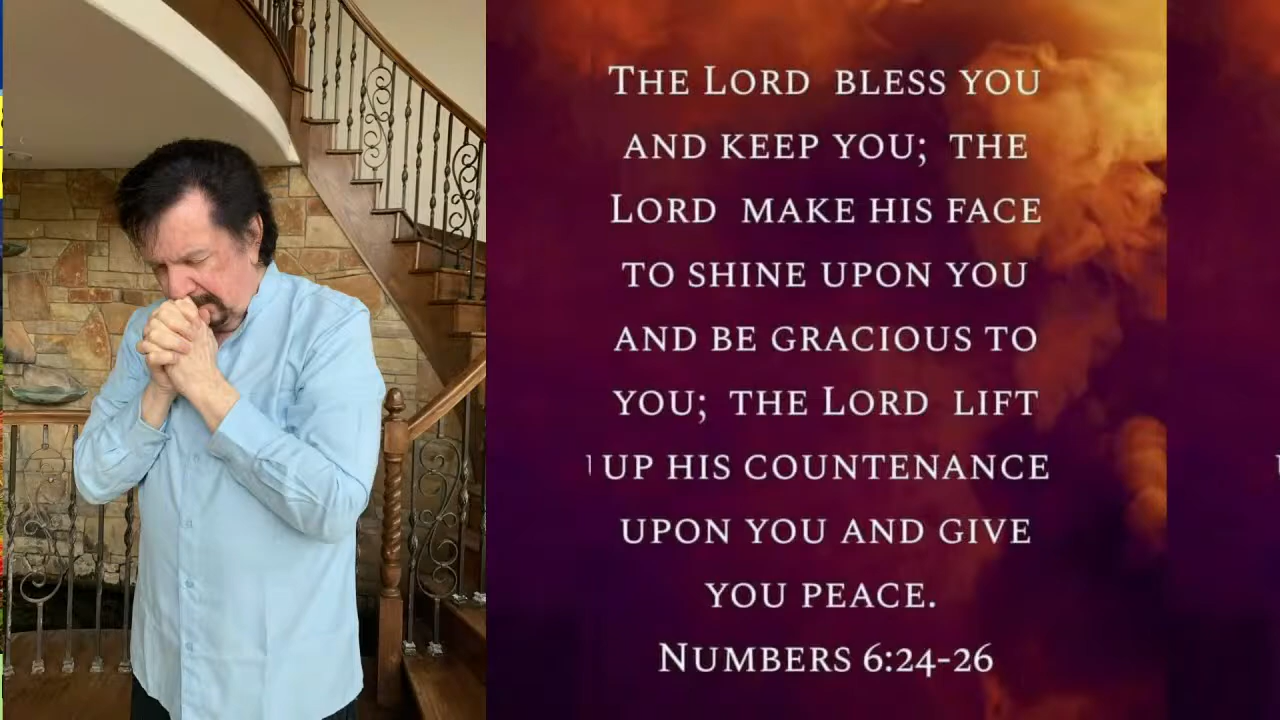 The Lord bless you
and keep you; the
Lord make his face
to shine upon you
and be gracious to
you; the Lord lift
up his countenance
upon you and give
you peace.
Numbers 6:24-26